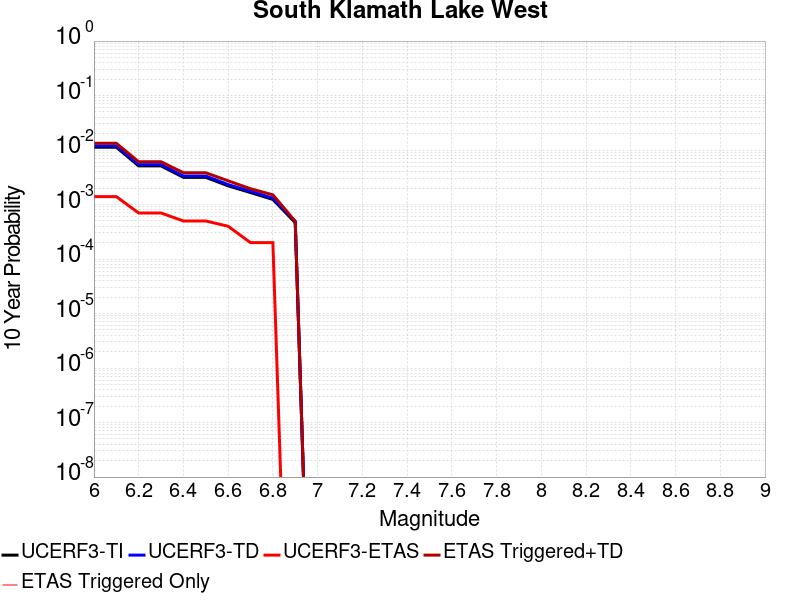 South Klamath Lake West
10^0
10^-1
10^-2
10^-3
10^-4
10^-5
10^-6
10^-7
10^-8
10 Year Probability
6 6.2 6.4 6.6 6.8 7 7.2 7.4 7.6 7.8 8 8.2 8.4 8.6 8.8 9
Magnitude
UCERF3-TI UCERF3-TD UCERF3-ETAS ETAS Triggered+TD
ETAS Triggered Only